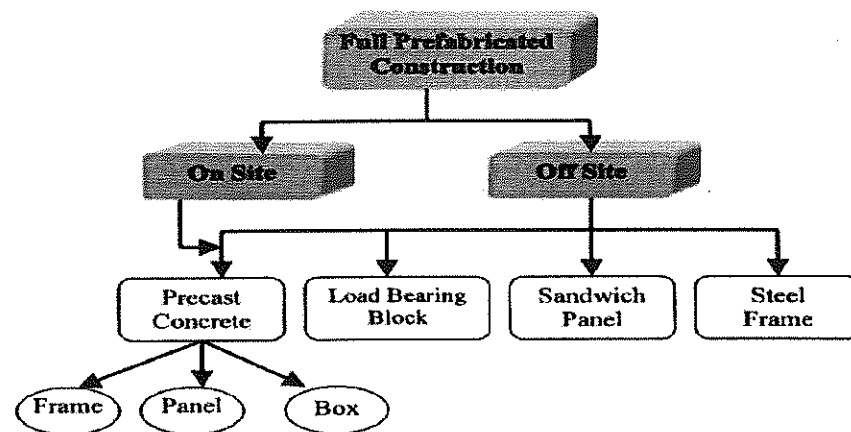 Full Prefabricated
Construction
On Site
Off Site
Precast
Concrete
Load Bearing
Block
Sandwich
Panel
Steel
Frame
Frame
Panel
Box